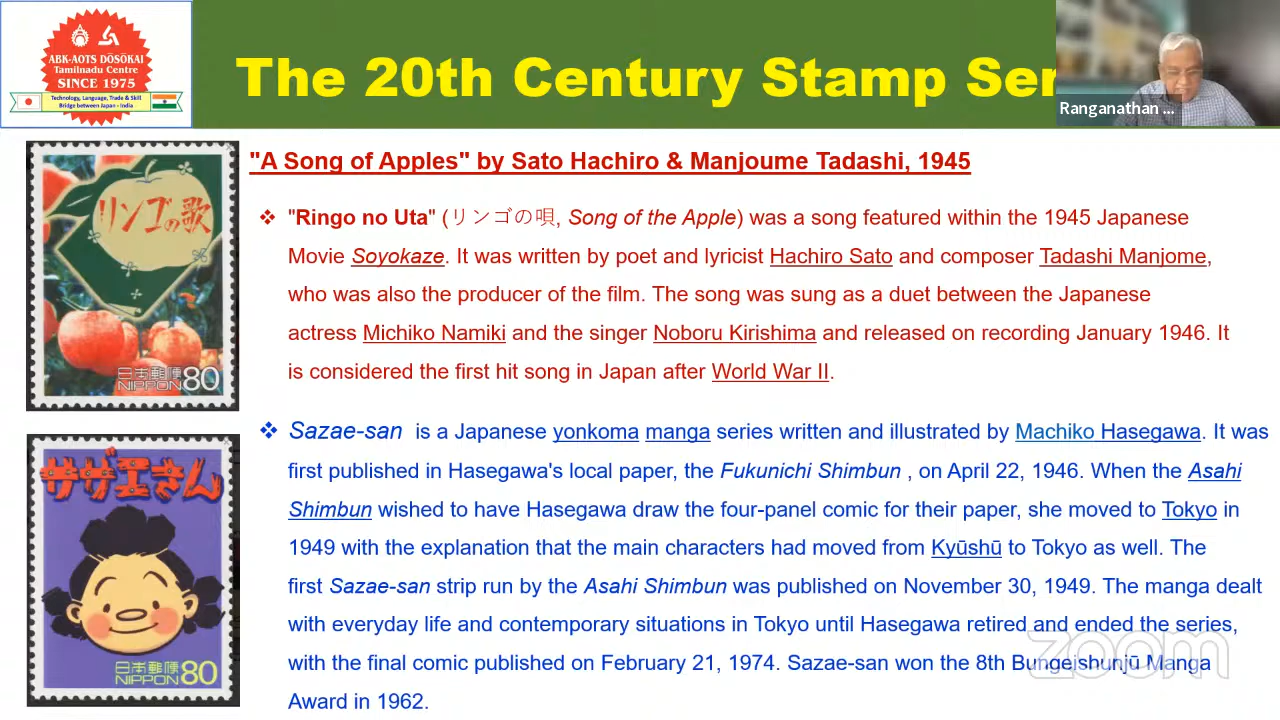 ABK-AOTS DŌSŌKAI
Tamilnadu Centre
SINCE 1975
Technology, Language, Trade & Skill
Bridge between Japan - India
The 20th Century Stamp Ser
Ranganathan ...
リンゴの歌
日本郵便
NIPPON 80
"A Song of Apples" by Sato Hachiro & Manjoume Tadashi, 1945
❖ "Ringo no Uta" (リンゴの唄, Song of the Apple) was a song featured within the 1945 Japanese
Movie Soyokaze. It was written by poet and lyricist Hachiro Sato and composer Tadashi Manjome,
who was also the producer of the film. The song was sung as a duet between the Japanese
actress Michiko Namiki and the singer Noboru Kirishima and released on recording January 1946. It
is considered the first hit song in Japan after World War II.
サザエさん
日本郵便
NIPPON 80
❖ Sazae-san is a Japanese yonkoma manga series written and illustrated by Machiko Hasegawa. It was
first published in Hasegawa's local paper, the Fukunichi Shimbun , on April 22, 1946. When the Asahi
Shimbun wished to have Hasegawa draw the four-panel comic for their paper, she moved to Tokyo in
1949 with the explanation that the main characters had moved from Kyūshū to Tokyo as well. The
first Sazae-san strip run by the Asahi Shimbun was published on November 30, 1949. The manga dealt
with everyday life and contemporary situations in Tokyo until Hasegawa retired and ended the series,
with the final comic published on February 21, 1974. Sazae-san won the 8th Bungeishunjū Manga
Award in 1962.
zoom